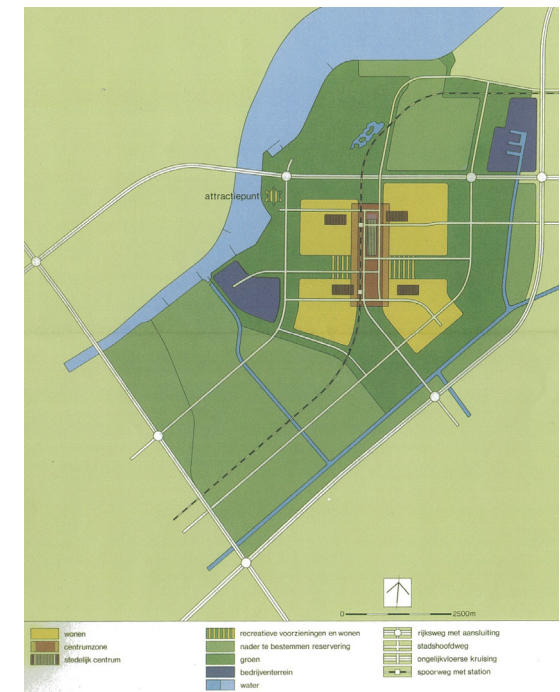 attractiepunt
0 2500m
wonen
centrumzone
stedelijk centrum
recreatieve voorzieningen en wonen
nader te bestemmen reservering
groen
bedrijventerrein
water
rijksweg met aansluiting
stadshoofdweg
ongelijkvloerse kruising
spoorweg met station